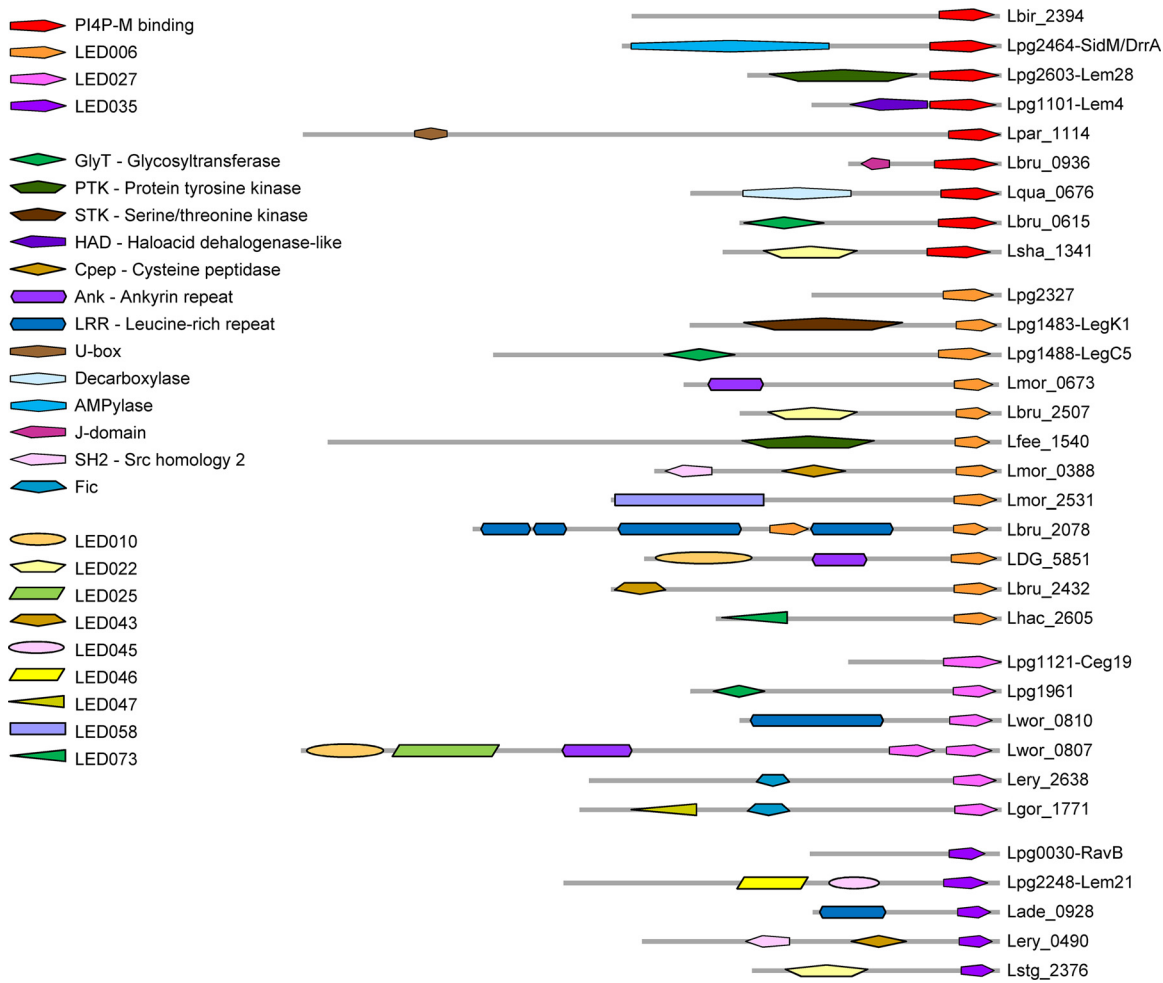 PI4P-M binding
LED006
LED027
LED035
GlyT - Glycosyltransferase
PTK - Protein tyrosine kinase
STK - Serine/threonine kinase
HAD - Haloacid dehalogenase-like
Cpep - Cysteine peptidase
Ank - Ankyrin repeat
LRR - Leucine-rich repeat
U-box
Decarboxylase
AMPylase
J-domain
SH2 - Src homology 2
Fic
LED010
LED022
LED025
LED043
LED045
LED046
LED047
LED058
LED073
Lbir_2394
Lpg2464-SidM/DrrA
Lpg2603-Lem28
Lpg1101-Lem4
Lpar_1114
Lbru_0936
Lqua_0676
Lbru_0615
Lsha_1341
Lpg2327
Lpg1483-LegK1
Lpg1488-LegC5
Lmor_0673
Lbru_2507
Lfee_1540
Lmor_0388
Lmor_2531
Lbru_2078
LDG_5851
Lbru_2432
Lhac_2605
Lpg1121-Ceg19
Lpg1961
Lwor_0810
Lwor_0807
Lery_2638
Lgor_1771
Lpg0030-RavB
Lpg2248-Lem21
Lade_0928
Lery_0490
Lstg_2376